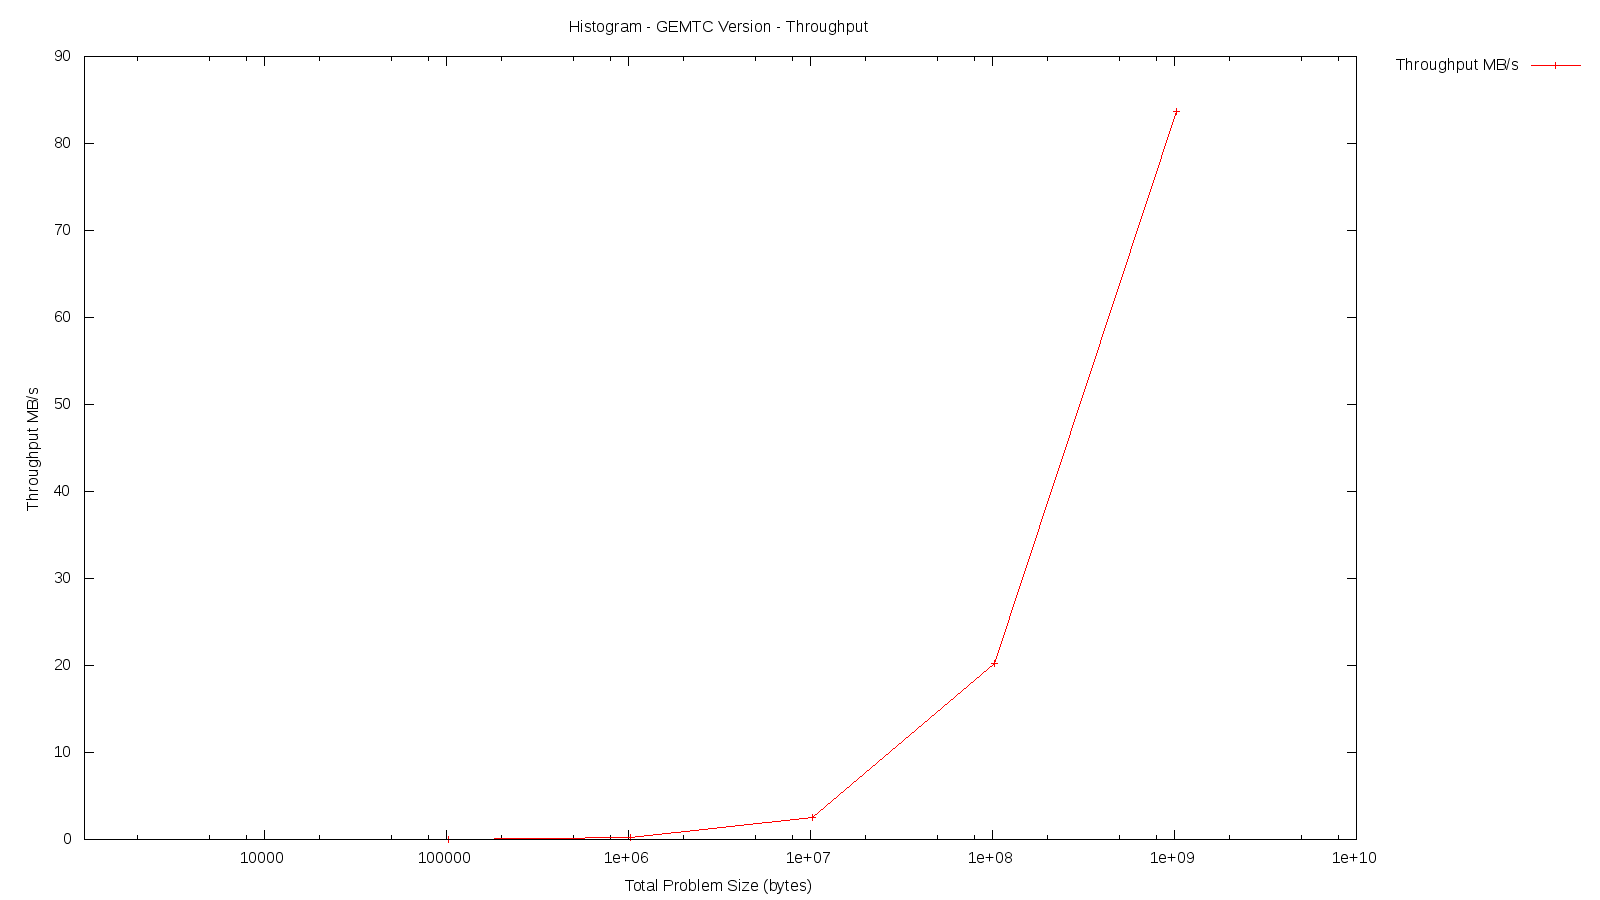 Histogram - GEMTC Version - Throughput
Throughput MB/s
90
80
70
60
50
40
30
20
10
0
Throughput MB/s
10000 100000 1e+06 1e+07 1e+08 1e+09 1e+10
Total Problem Size (bytes)